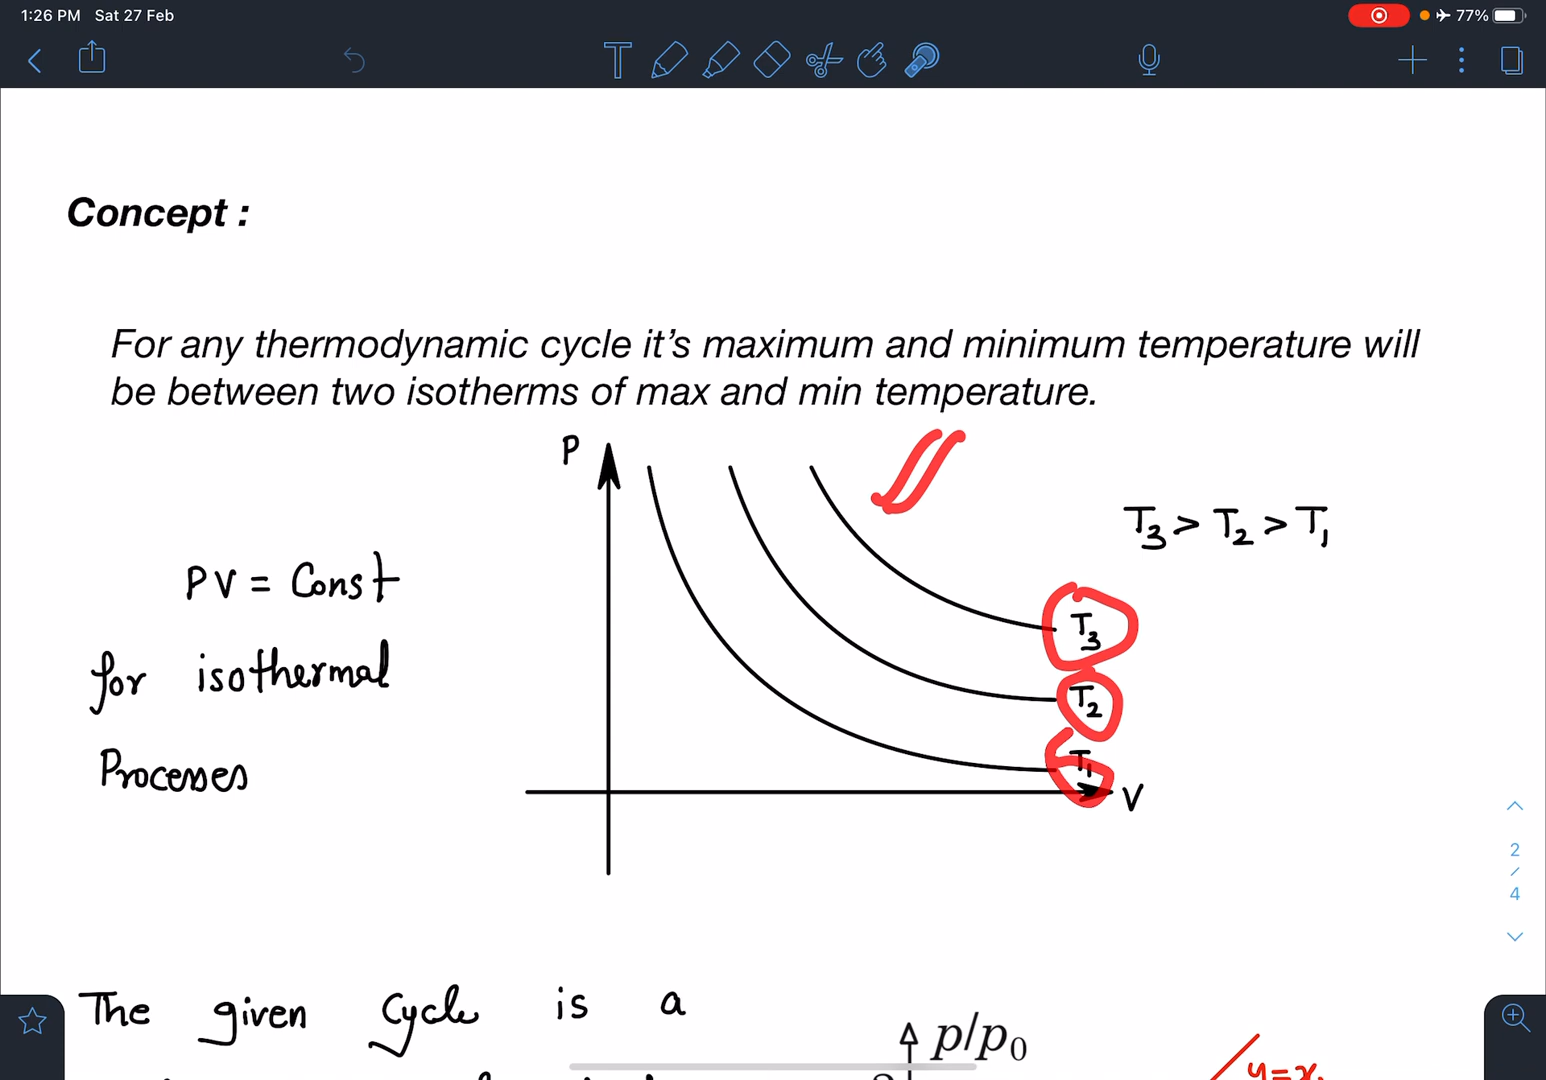 1:26 PM Sat 27 Feb
77%
Concept :
For any thermodynamic cycle it's maximum and minimum temperature will
be between two isotherms of max and min temperature.
P
T3 > T2 > T1
PV = Const
for isothermal
Processes
T3
T2
T1
V
2
/
4
The given Cycle is a
p/p0
y=x